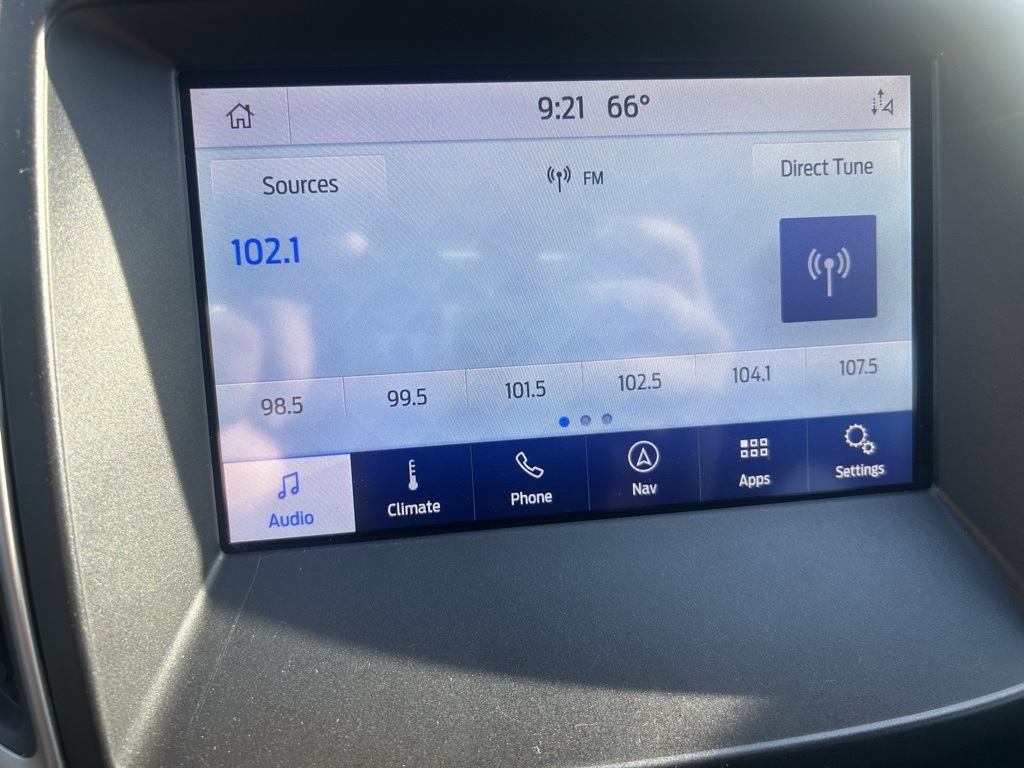 9:21 66°
Sources
FM
Direct Tune
102.1
98.5 99.5 101.5 102.5 104.1 107.5
Audio Climate Phone Nav Apps Settings